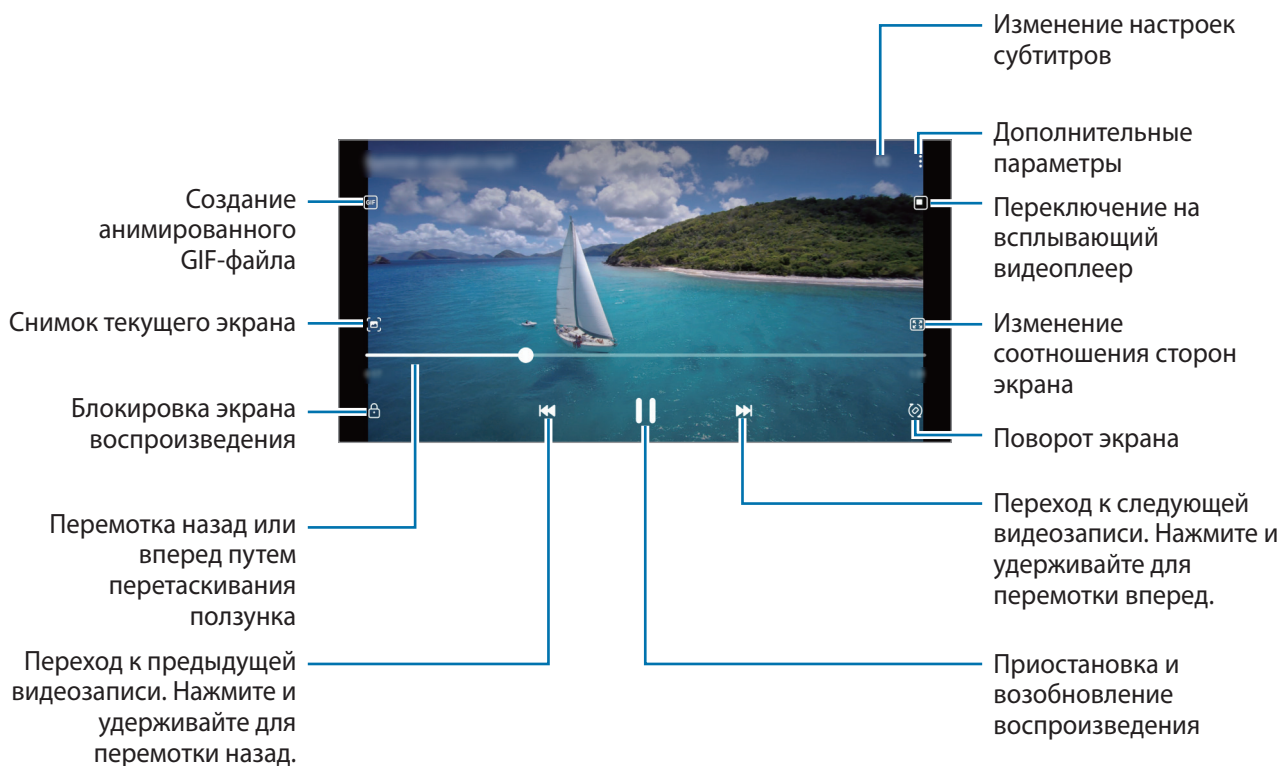 Изменение настроек
субтитров
Дополнительные
параметры
Создание
анимированного
GIF-файла
GIF
Переключение на
всплывающий
видеоплеер
Снимок текущего экрана
Изменение
соотношения сторон
экрана
Блокировка экрана
воспроизведения
Поворот экрана
Перемотка назад или
вперед путем
перетаскивания
ползунка
Переход к следующей
видеозаписи. Нажмите и
удерживайте для
перемотки вперед.
Переход к предыдущей
видеозаписи. Нажмите и
удерживайте для
перемотки назад.
Приостановка и
возобновление
воспроизведения